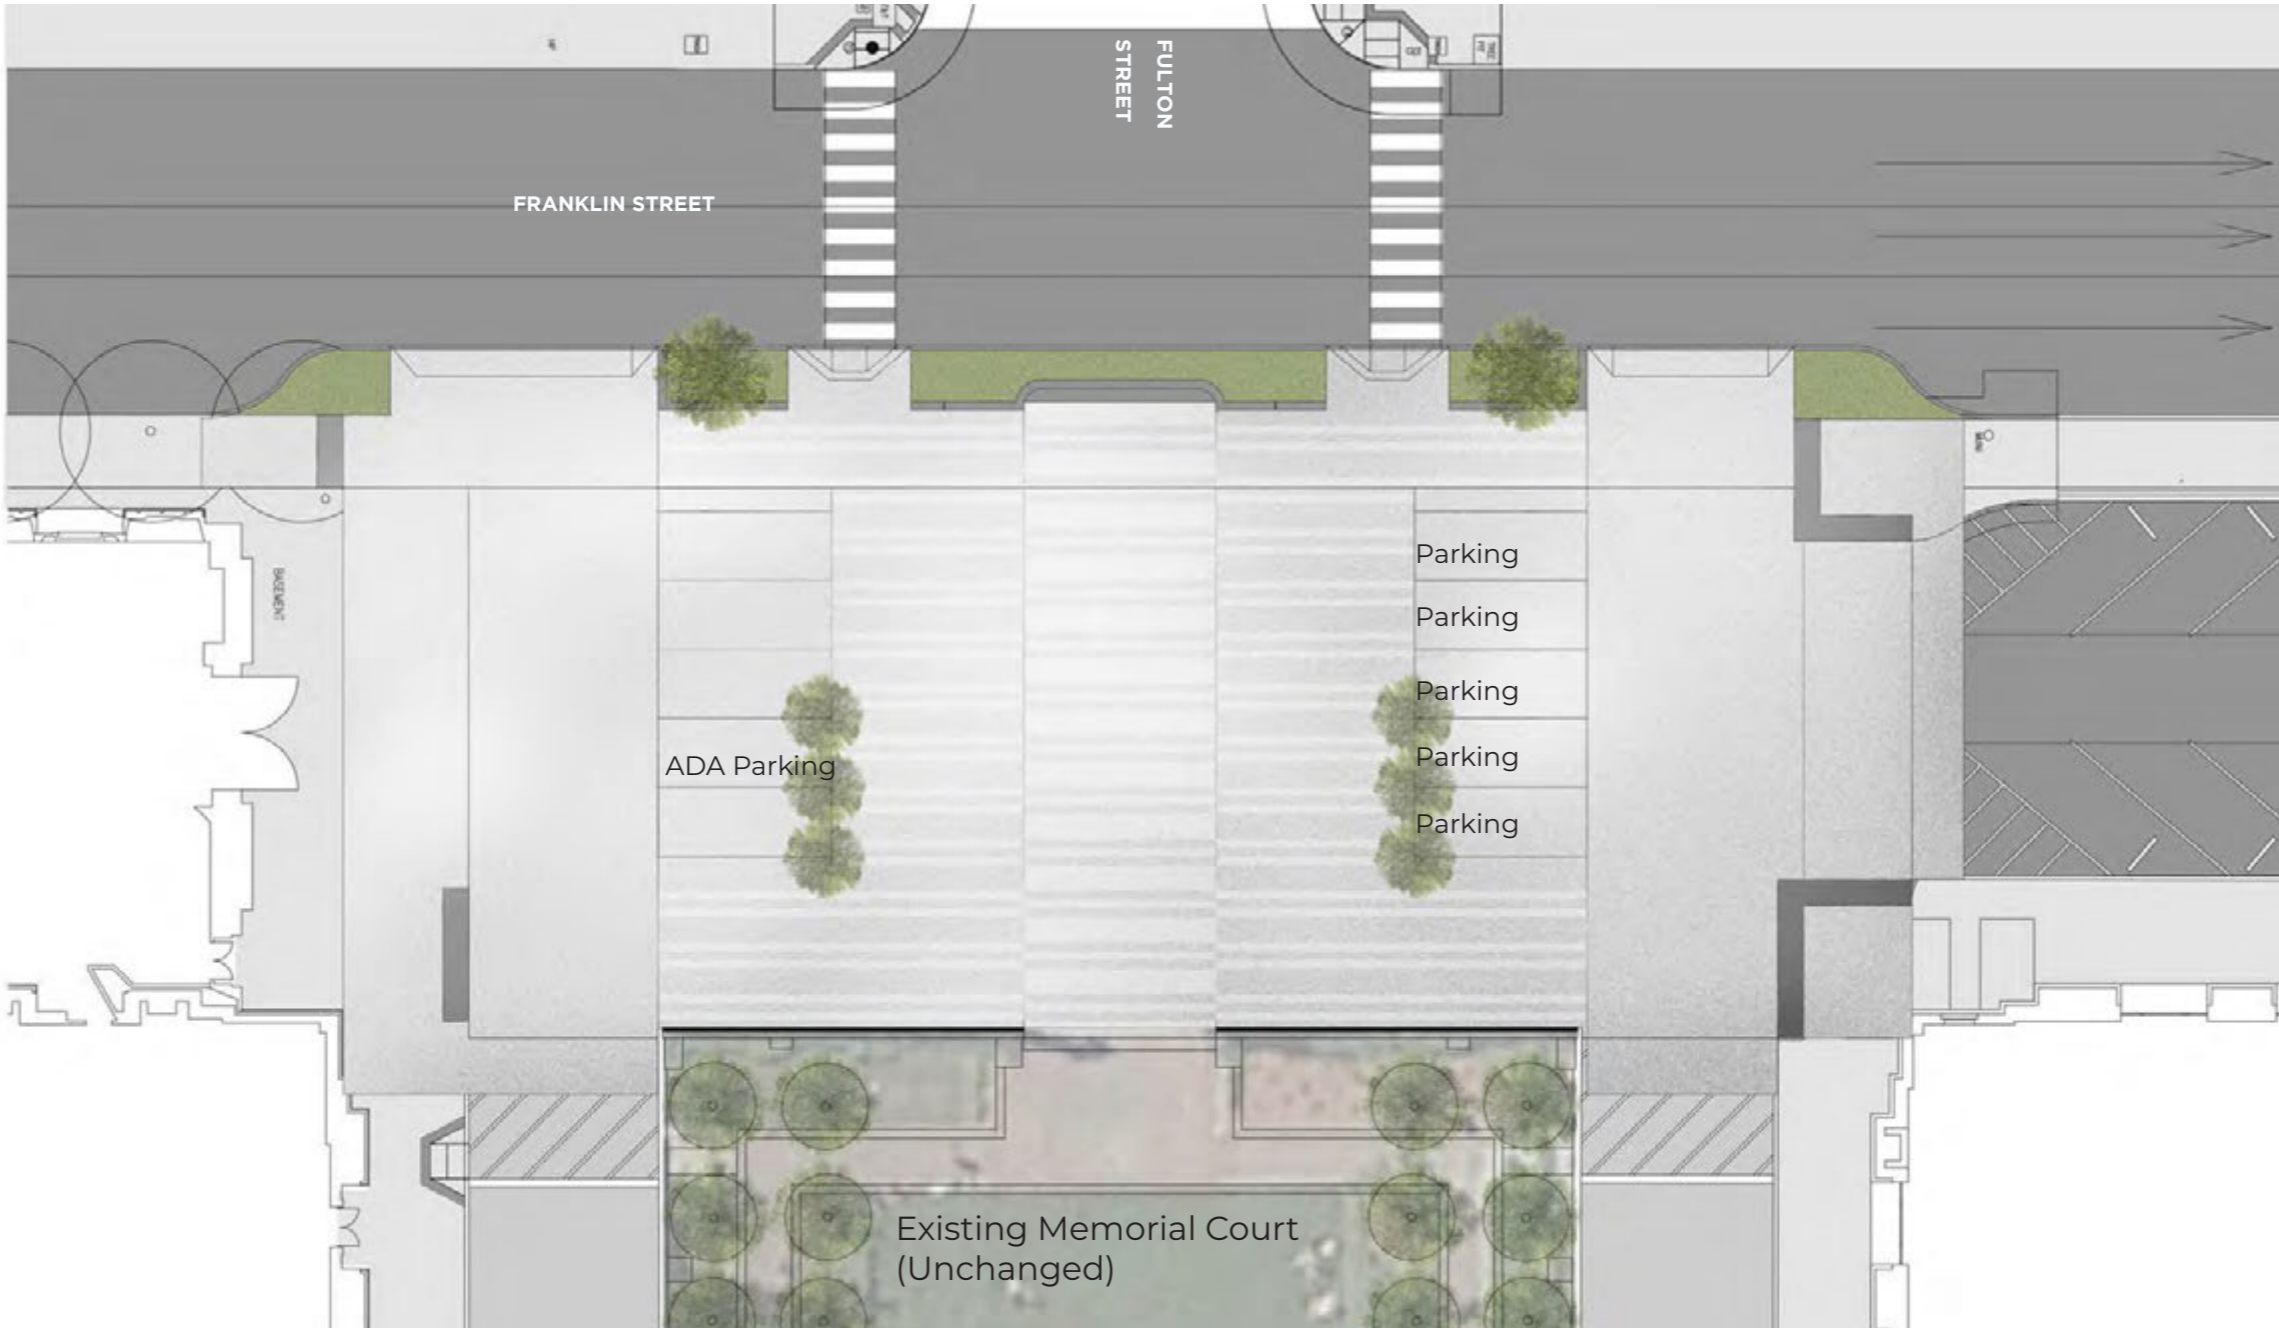 FULTON
STREET
FRANKLIN STREET
BASEMENT
Parking
Parking
Parking
ADA Parking
Parking
Parking
Existing Memorial Court
(Unchanged)